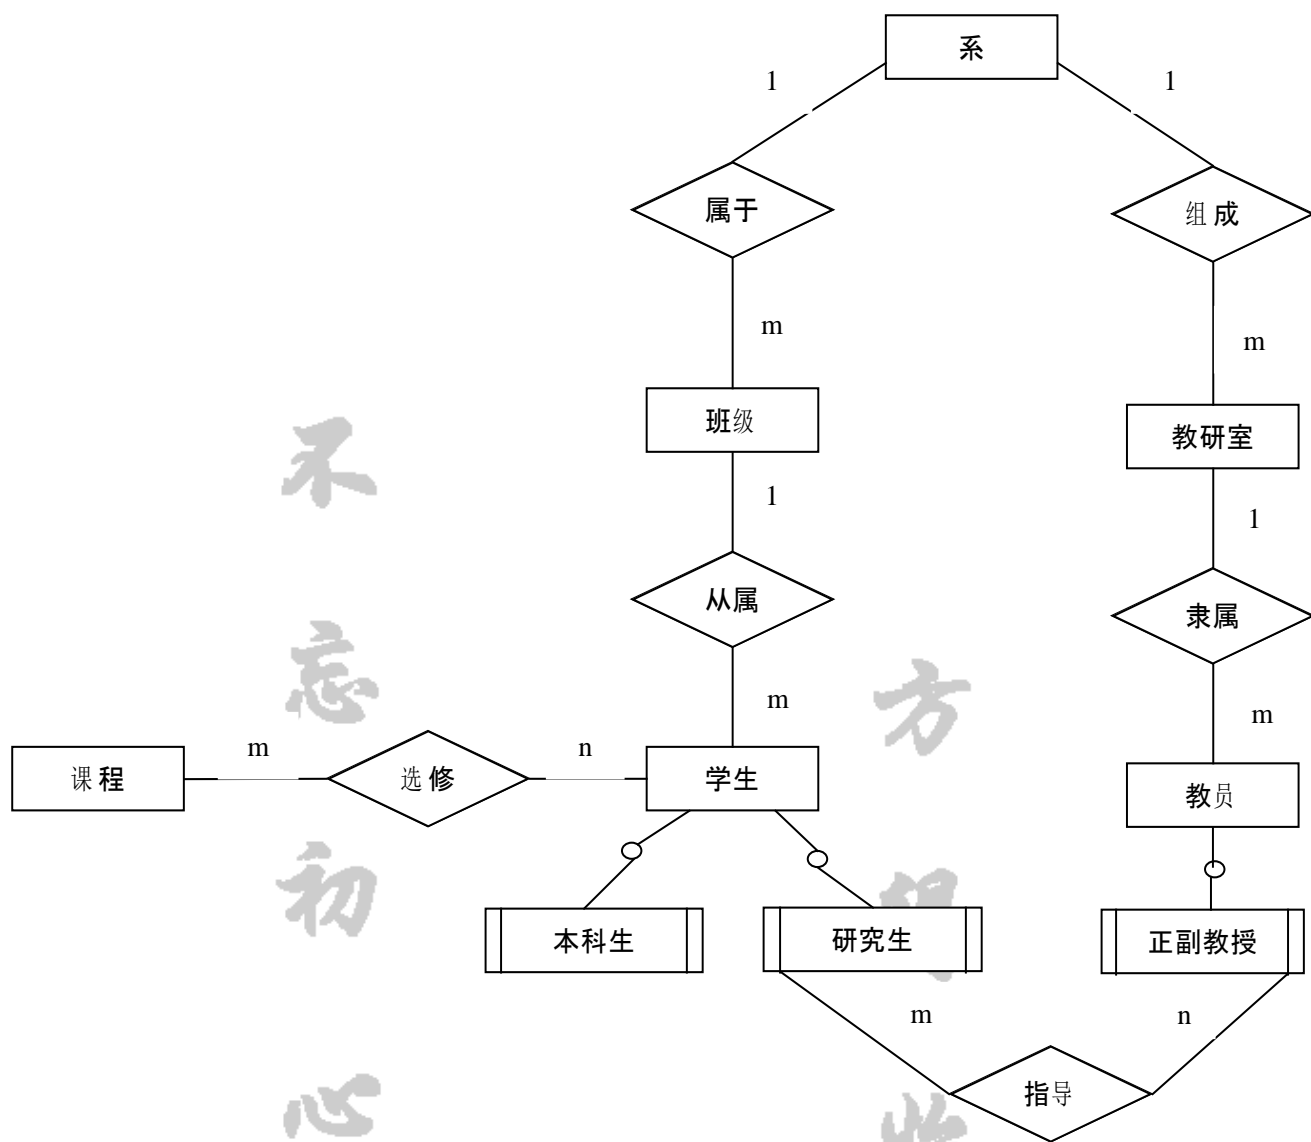 系
1
1
属于
组成
m
m
班级
教研室
1
1
从属
隶属
m
m
课程
m
选修
n
学生
教员
本科生
研究生
正副教授
m
n
指导
不
忘
初
心
方